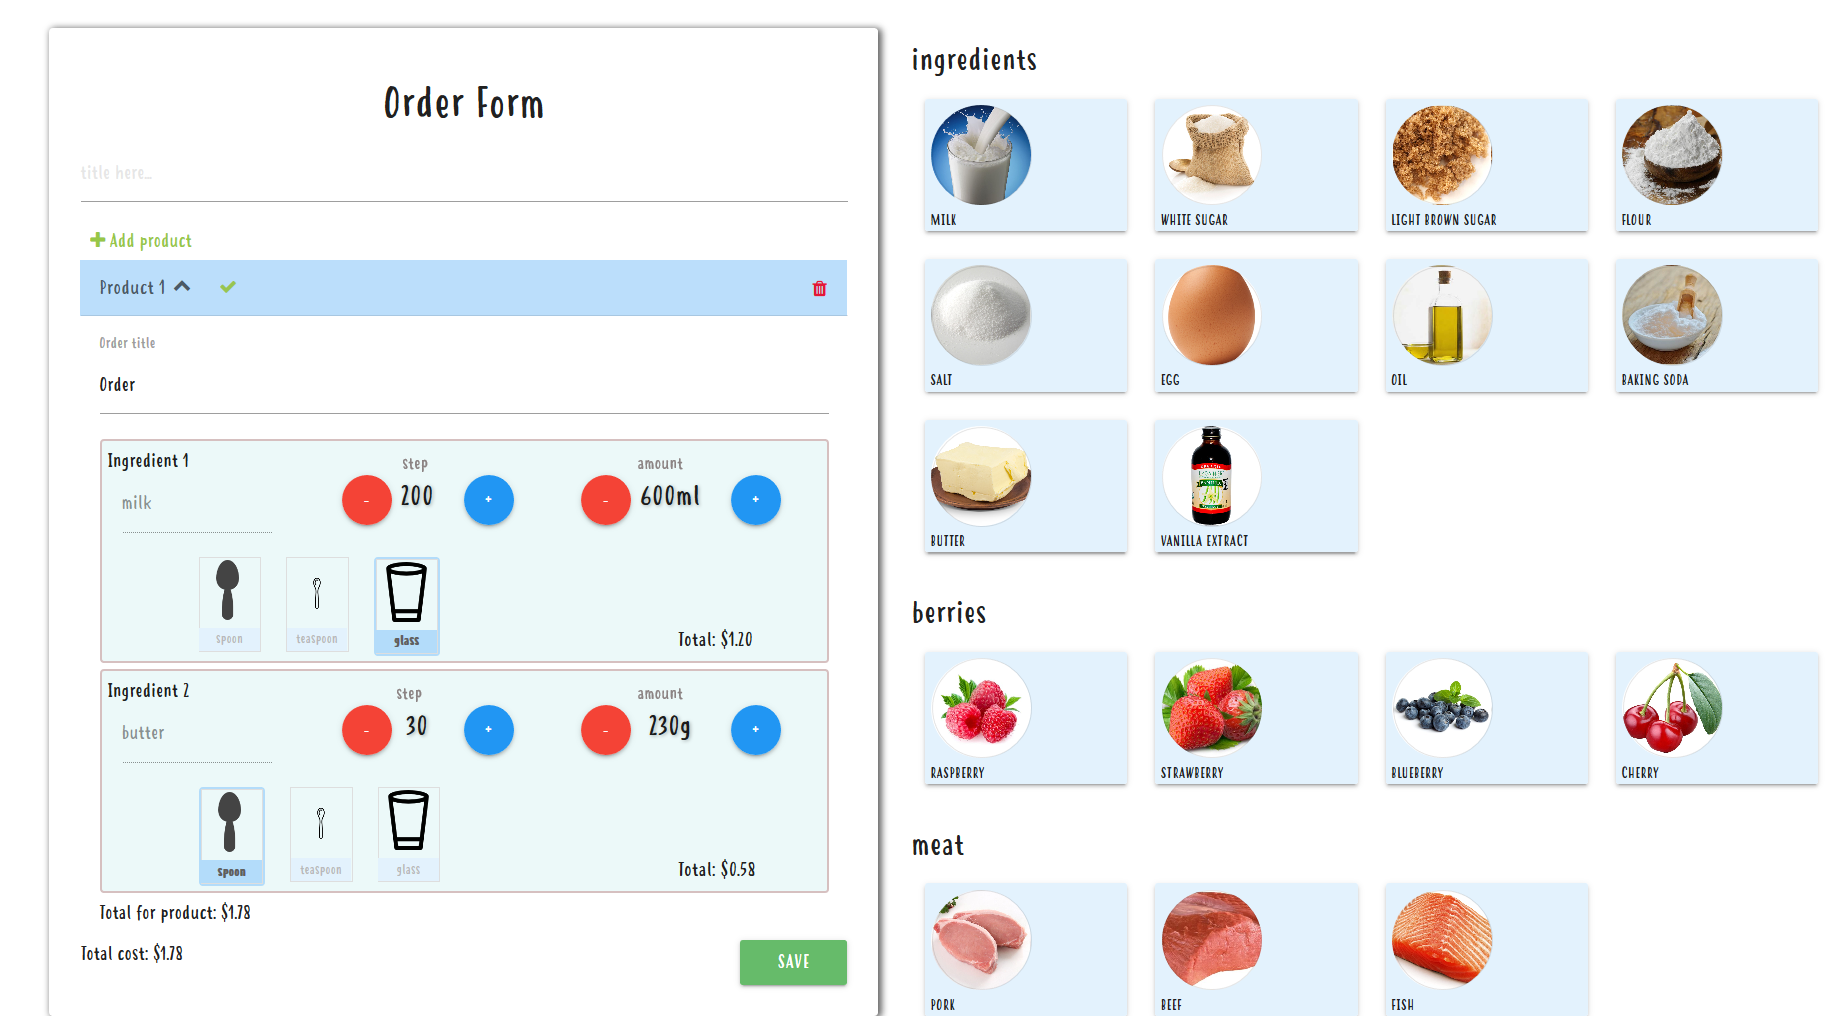 Order Form
title here...
Add product
Product 1
Order title
Order
Ingredient 1
step
amount
milk
-
200
+
-
600ml
+
spoon
teaspoon
glass
Total: $1.20
Ingredient 2
step
amount
butter
-
30
+
-
230g
+
spoon
teaspoon
glass
Total: $0.58
Total for product: $1.78
Total cost: $1.78
SAVE
ingredients
MILK
WHITE SUGAR
LIGHT BROWN SUGAR
FLOUR
SALT
EGG
OIL
BAKING SODA
BUTTER
VANILLA EXTRACT
berries
RASPBERRY
STRAWBERRY
BLUEBERRY
CHERRY
meat
PORK
BEEF
FISH